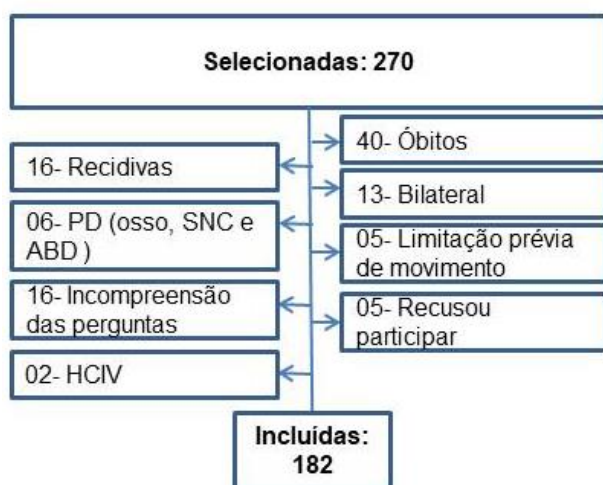 Selecionadas: 270
40- Óbitos
16- Recidivas
13- Bilateral
06- PD (osso, SNC e
ABD )
05- Limitação prévia
de movimento
16- Incompreensão
das perguntas
05- Recusou
participar
02- HCIV
Incluídas:
182